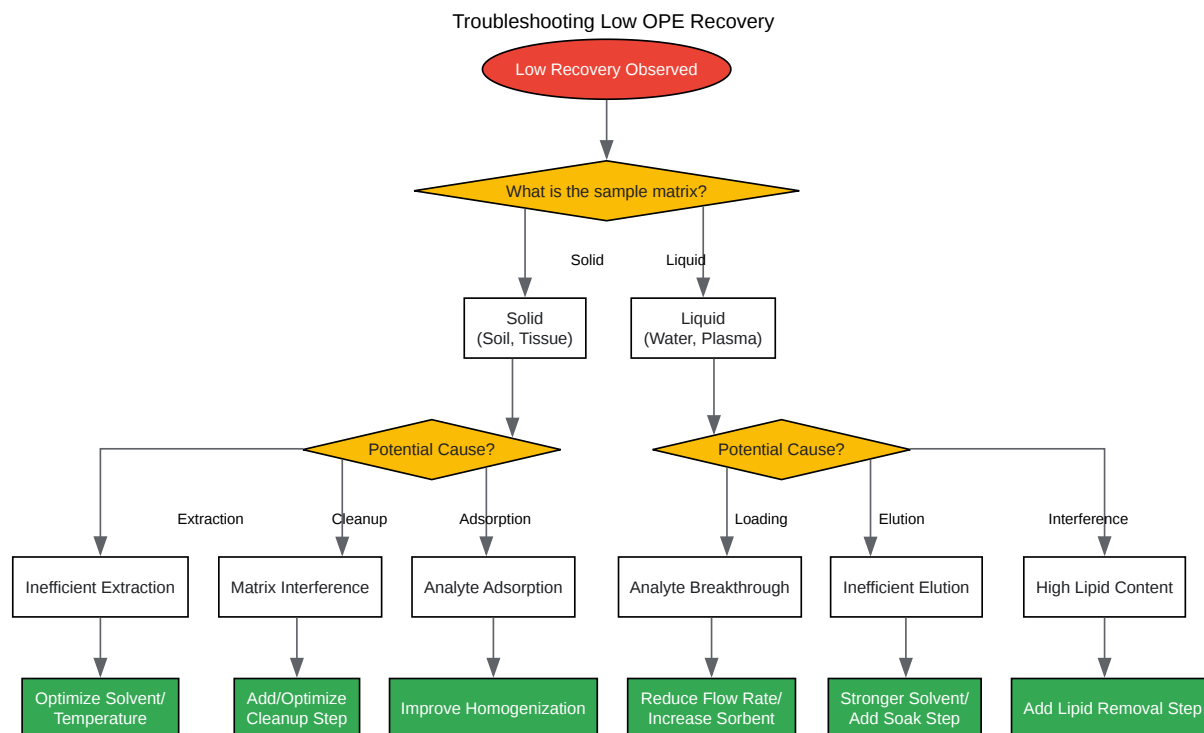 Troubleshooting Low OPE Recovery
Low Recovery Observed
What is the sample matrix?
Solid
Liquid
Solid
(Soil, Tissue)
Liquid
(Water, Plasma)
Potential Cause?
Potential Cause?
Extraction
Cleanup
Adsorption
Loading
Elution
Interference
Inefficient Extraction
Matrix Interference
Analyte Adsorption
Analyte Breakthrough
Inefficient Elution
High Lipid Content
Optimize Solvent/
Temperature
Add/Optimize
Cleanup Step
Improve Homogenization
Reduce Flow Rate/
Increase Sorbent
Stronger Solvent/
Add Soak Step
Add Lipid Removal Step